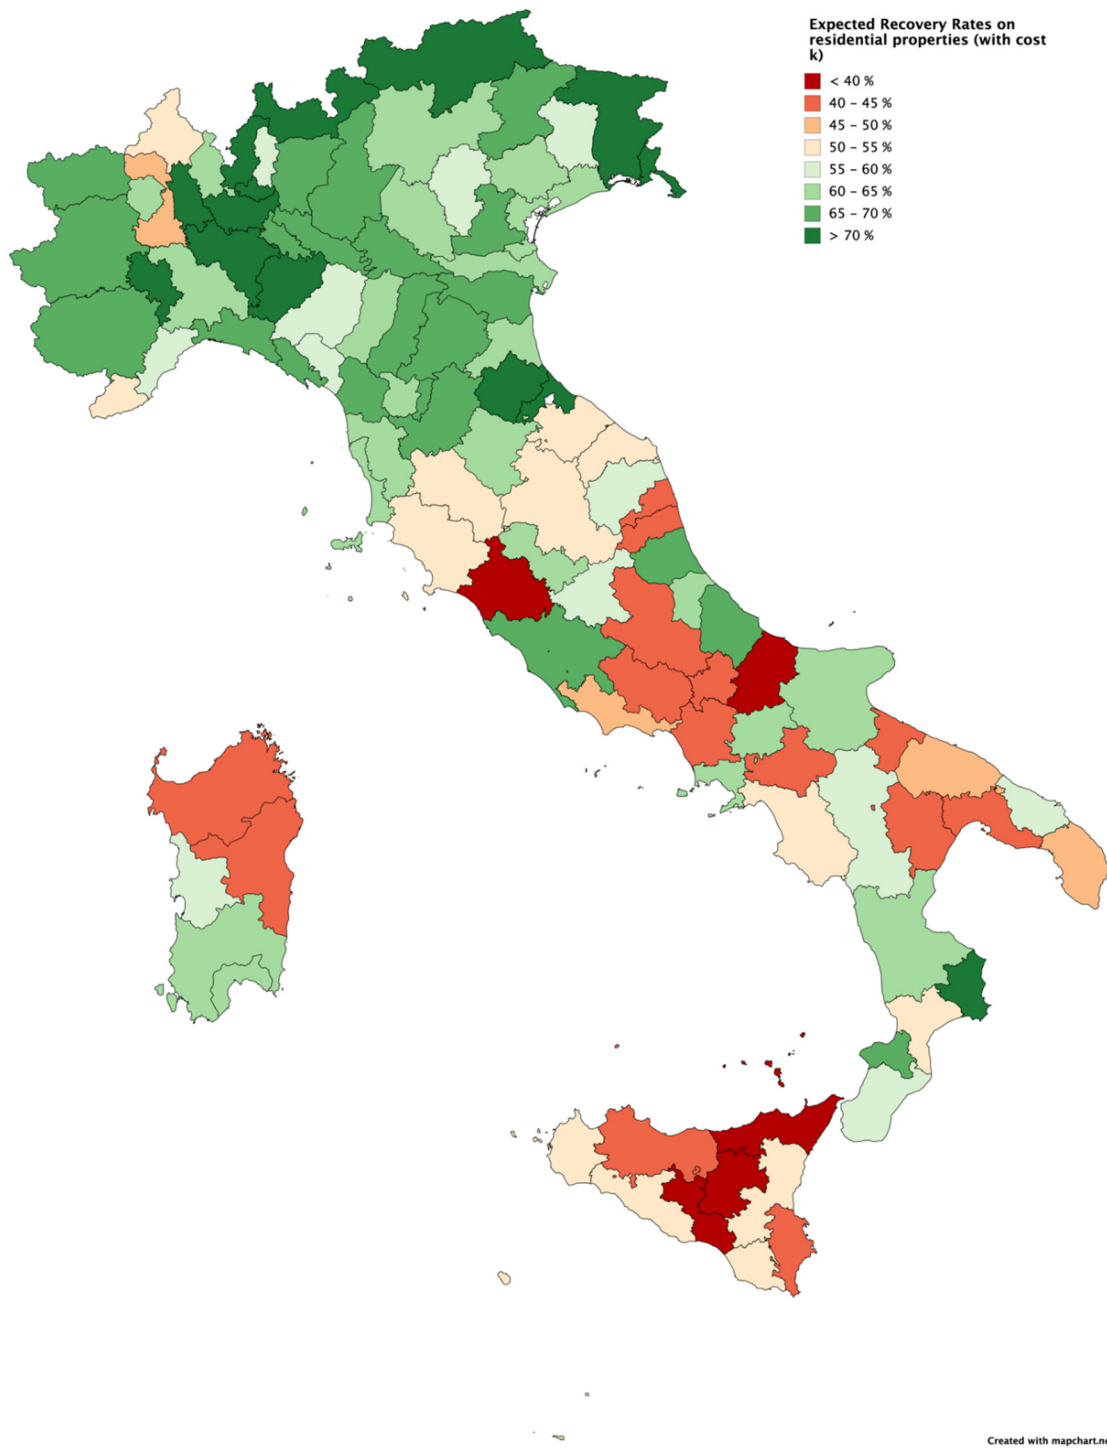 Expected Recovery Rates on
residential properties (with cost
k)
< 40 %
40 – 45 %
45 – 50 %
50 – 55 %
55 – 60 %
60 – 65 %
65 – 70 %
> 70 %
Created with mapchart.ne